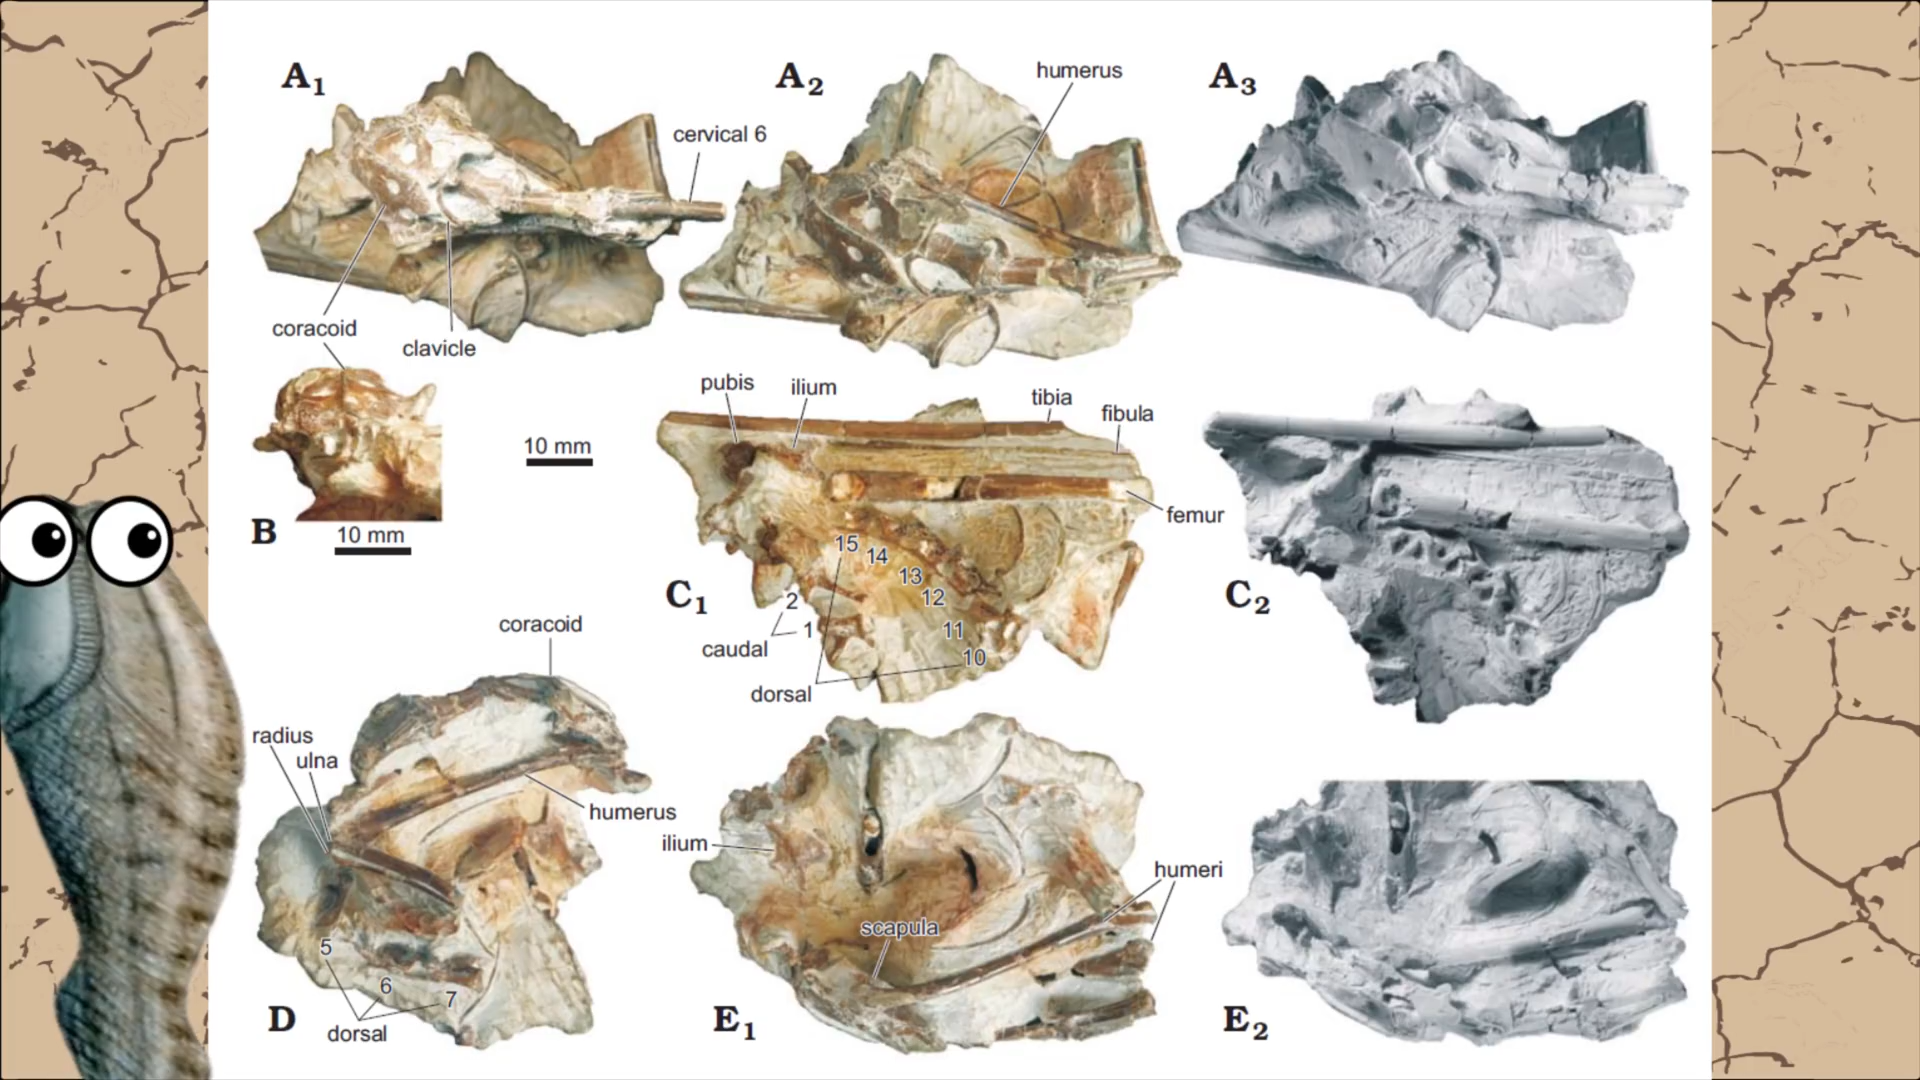 A1
A2
humerus
A3
cervical 6
coracoid
clavicle
B
10 mm
10 mm
pubis
ilium
tibia
fibula
femur
15
14
13
12
11
10
2
1
caudal
dorsal
C1
C2
coracoid
radius
ulna
humerus
5
6
7
dorsal
D
ilium
humeri
scapula
E1
E2